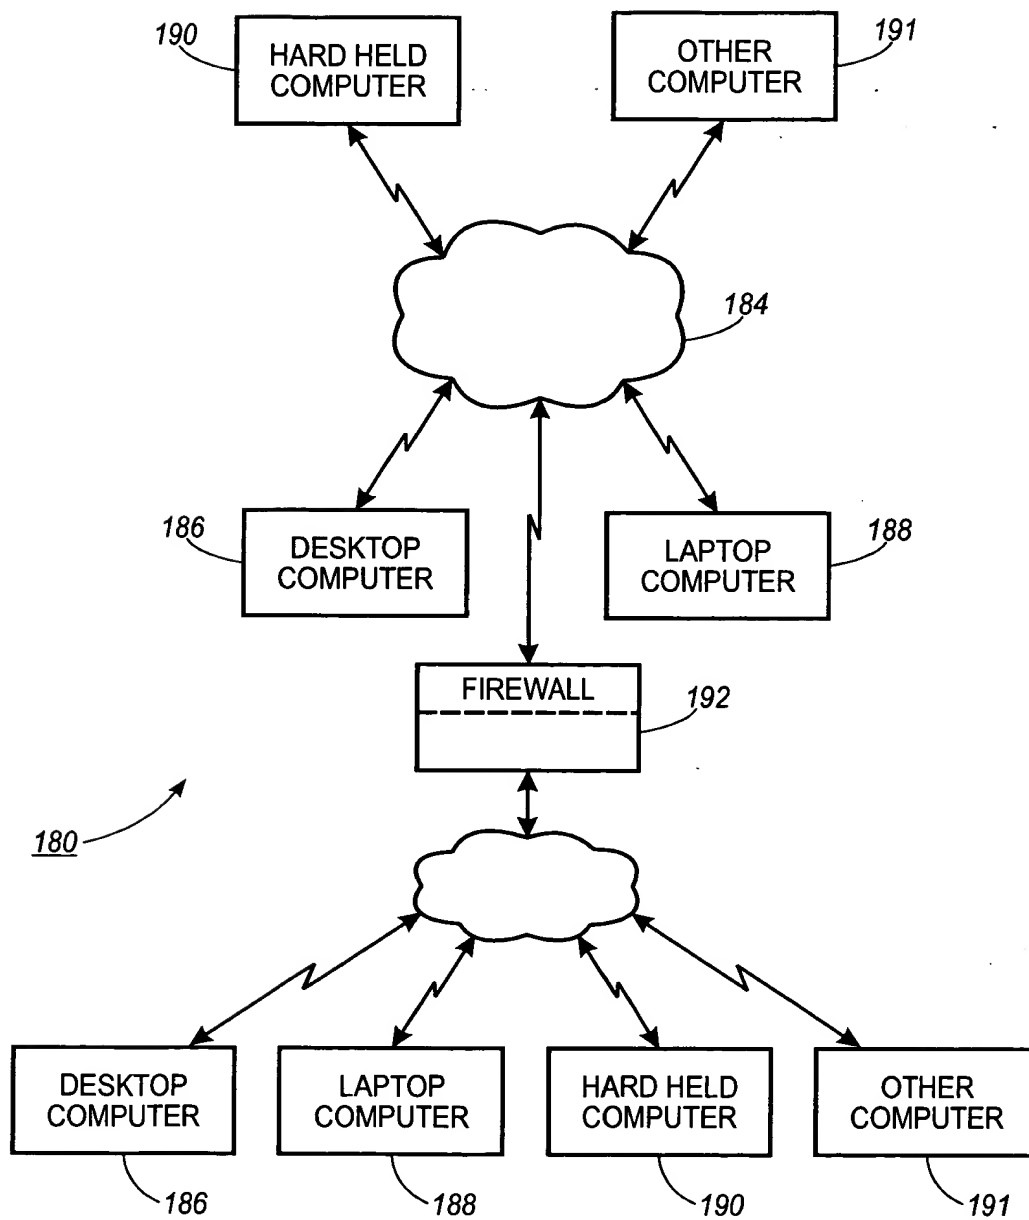 190
HARD HELD
COMPUTER
OTHER
COMPUTER
191
184
186
DESKTOP
COMPUTER
LAPTOP
COMPUTER
188
FIREWALL
192
180
DESKTOP
COMPUTER
LAPTOP
COMPUTER
HARD HELD
COMPUTER
OTHER
COMPUTER
186
188
190
191